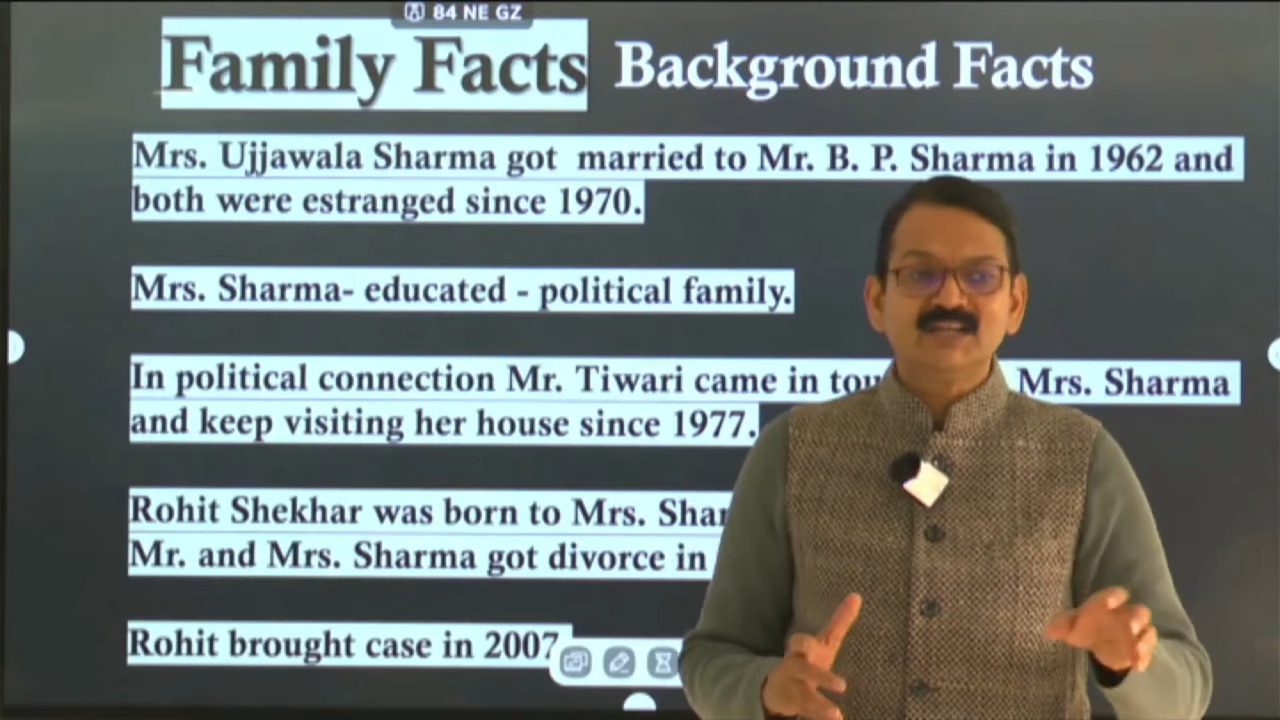 84 NE GZ
Family Facts Background Facts
Mrs. Ujjawala Sharma got married to Mr. B. P. Sharma in 1962 and
both were estranged since 1970.
Mrs. Sharma- educated - political family.
In political connection Mr. Tiwari came in Mrs. Sharma
and keep visiting her house since 1977.
Rohit Shekhar was born to Mrs.
Mr. and Mrs. Sharma got divorce in
Rohit brought case in 2007